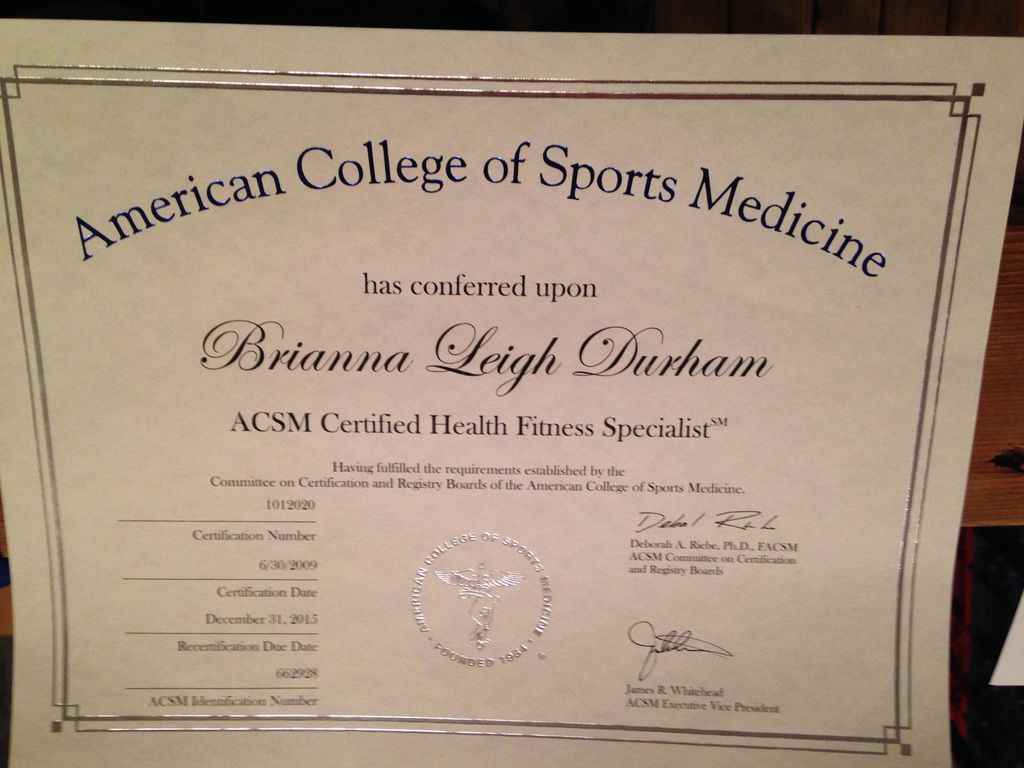 American College of Sports Medicine
has conferred upon
Brianna Leigh Durham
ACSM Certified Health Fitness Specialist℠
Having fulfilled the requirements established by the
Committee on Certification and Registry Boards of the American College of Sports Medicine.
1012020
Certification Number
6/30/2009
Certification Date
December 31, 2015
Recertification Due Date
662928
ACSM Identification Number
AMERICAN COLLEGE OF SPORTS MEDICINE
FOUNDED 1954
Deborah A. Riebe, Ph.D., FACSM
ACSM Committee on Certification
and Registry Boards
James R. Whitehead
ACSM Executive Vice President